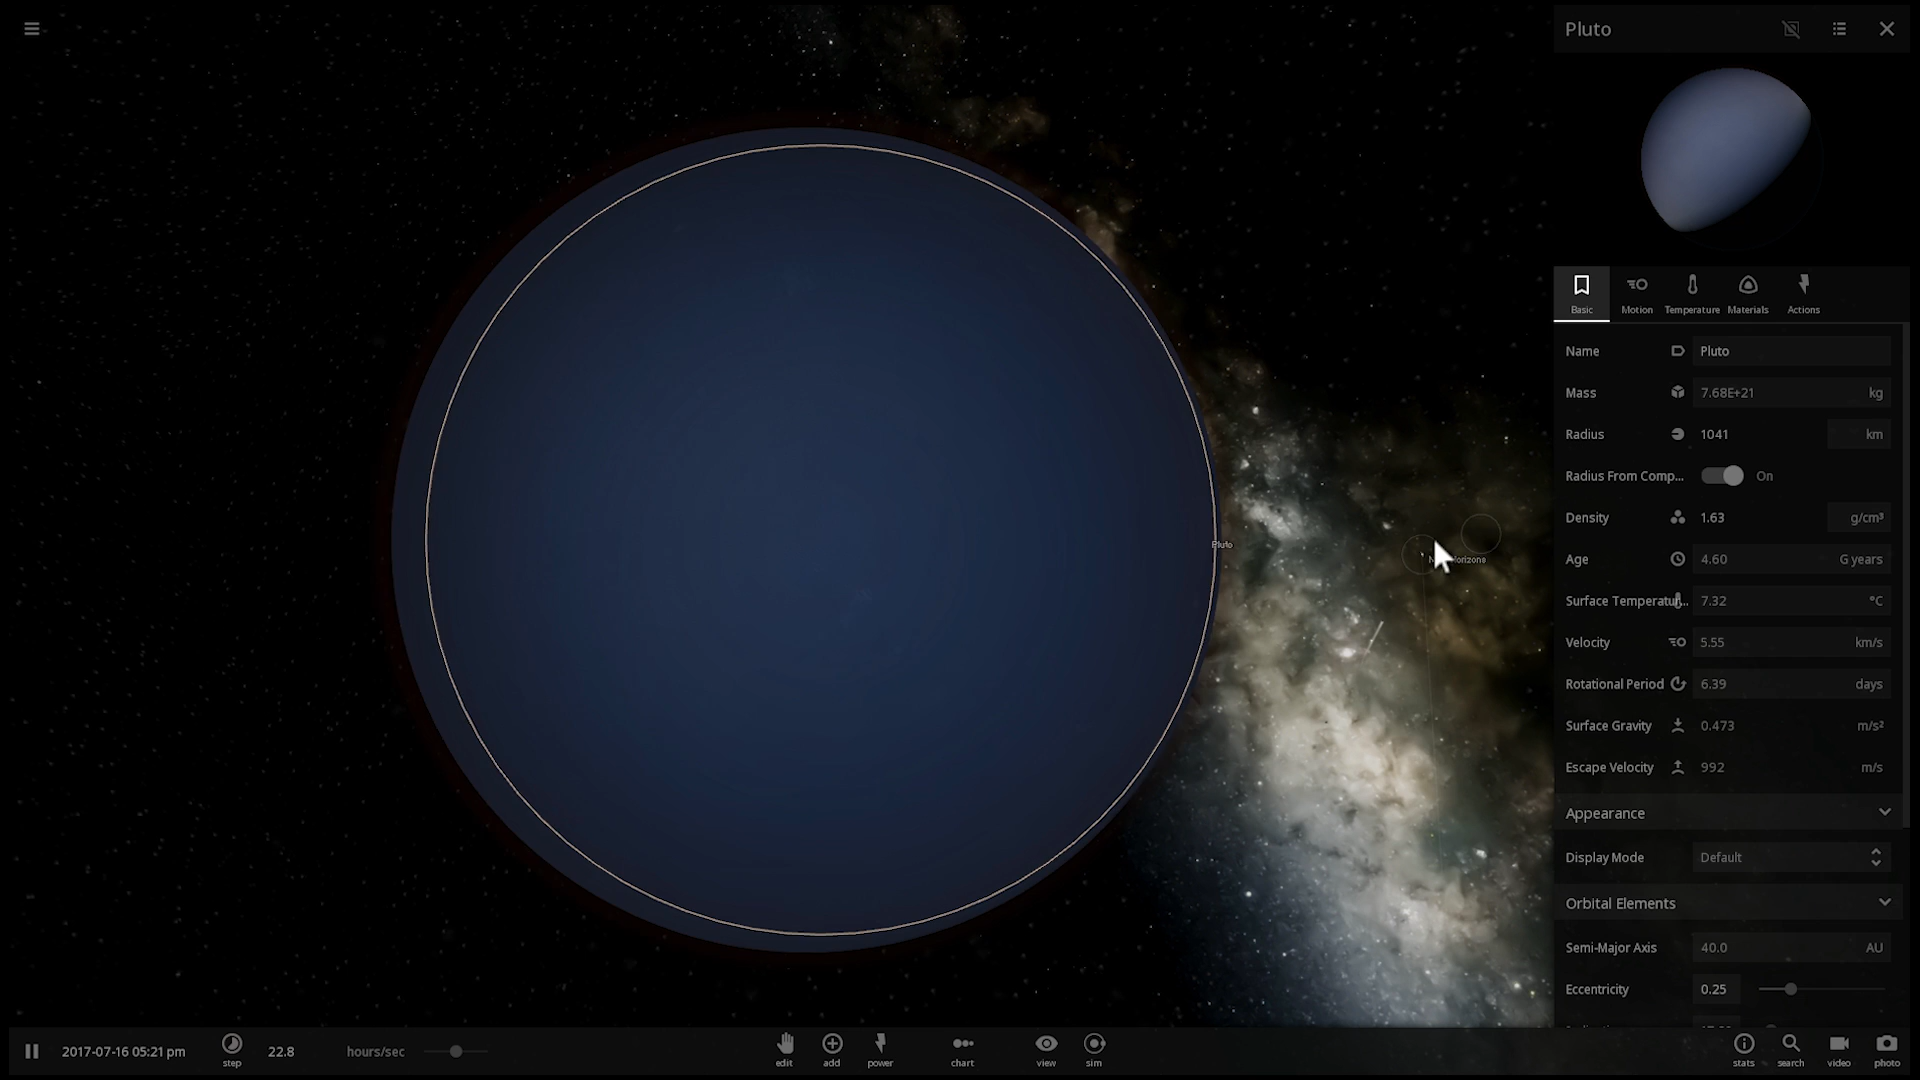 Pluto
Basic
Motion
Temperature
Materials
Actions
Name Pluto
Mass 7.68E+21 kg
Radius 1041 km
Radius From Comp... On
Density 1.63 g/cm³
Age 4.60 G years
Surface Temperatur... 7.32 °C
Velocity 5.55 km/s
Rotational Period 6.39 days
Surface Gravity 0.473 m/s²
Escape Velocity 992 m/s
Appearance
Display Mode Default
Orbital Elements
Semi-Major Axis 40.0 AU
Eccentricity 0.25
Pluto
2017-07-16 05:21 pm
step
22.8 hours/sec
edit
add
power
chart
view
sim
stats
search
video
photo